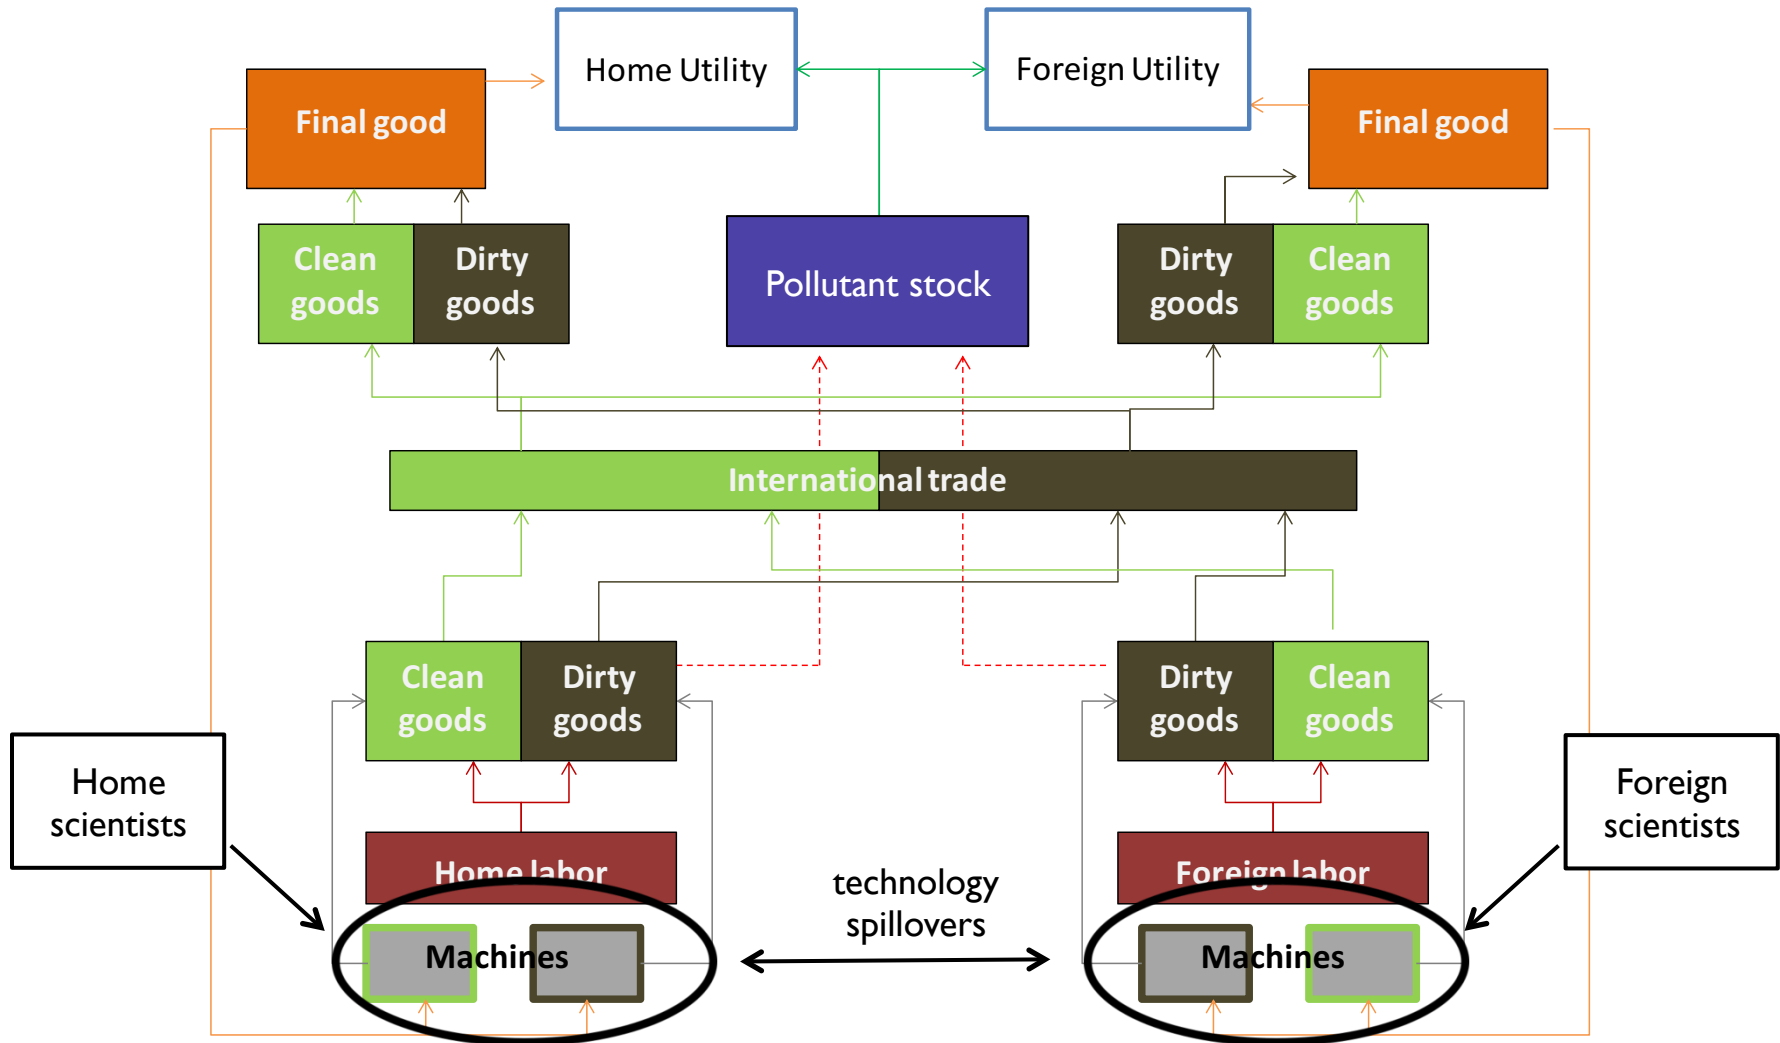 Home Utility
Foreign Utility
Final good
Final good
Clean
goods
Dirty
goods
Pollutant stock
Dirty
goods
Clean
goods
International trade
Clean
goods
Dirty
goods
Dirty
goods
Clean
goods
Home
scientists
Foreign
scientists
Home labor
technology
spillovers
Foreign labor
Machines
Machines